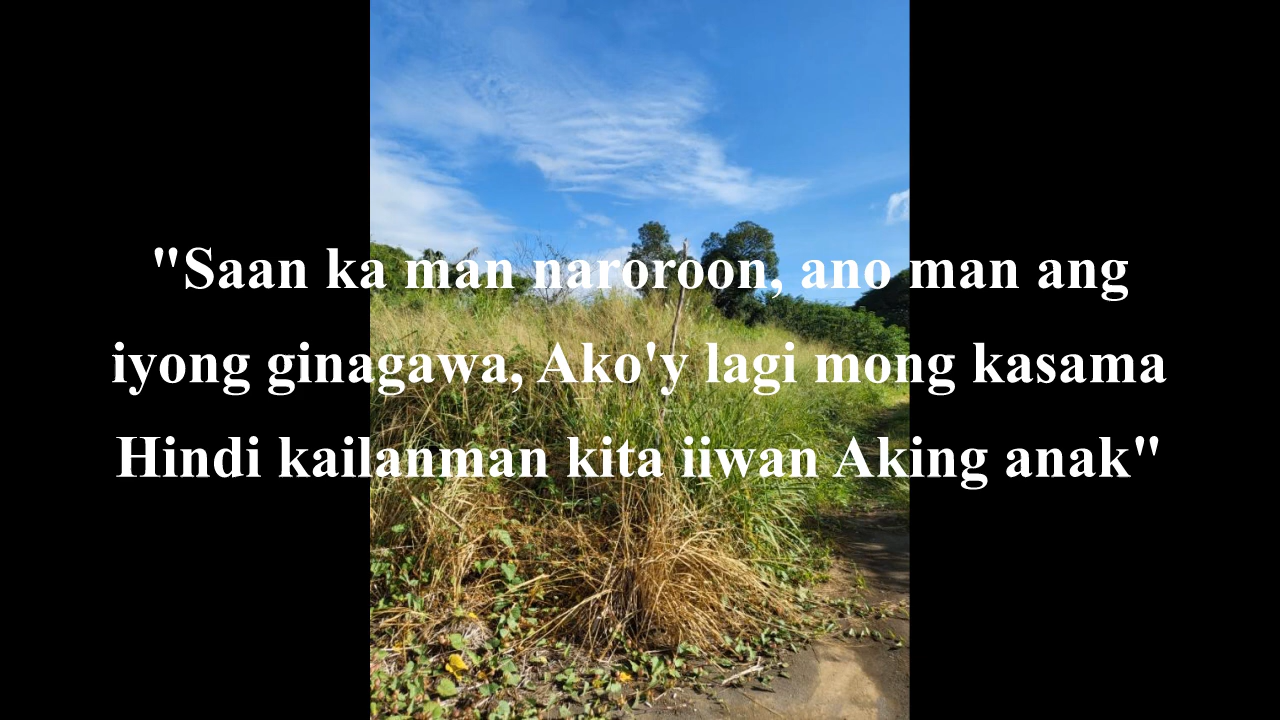 "Saan ka man naroroon, ano man ang
iyong ginagawa, Ako'y lagi mong kasama
Hindi kailanman kita iiwan Aking anak"